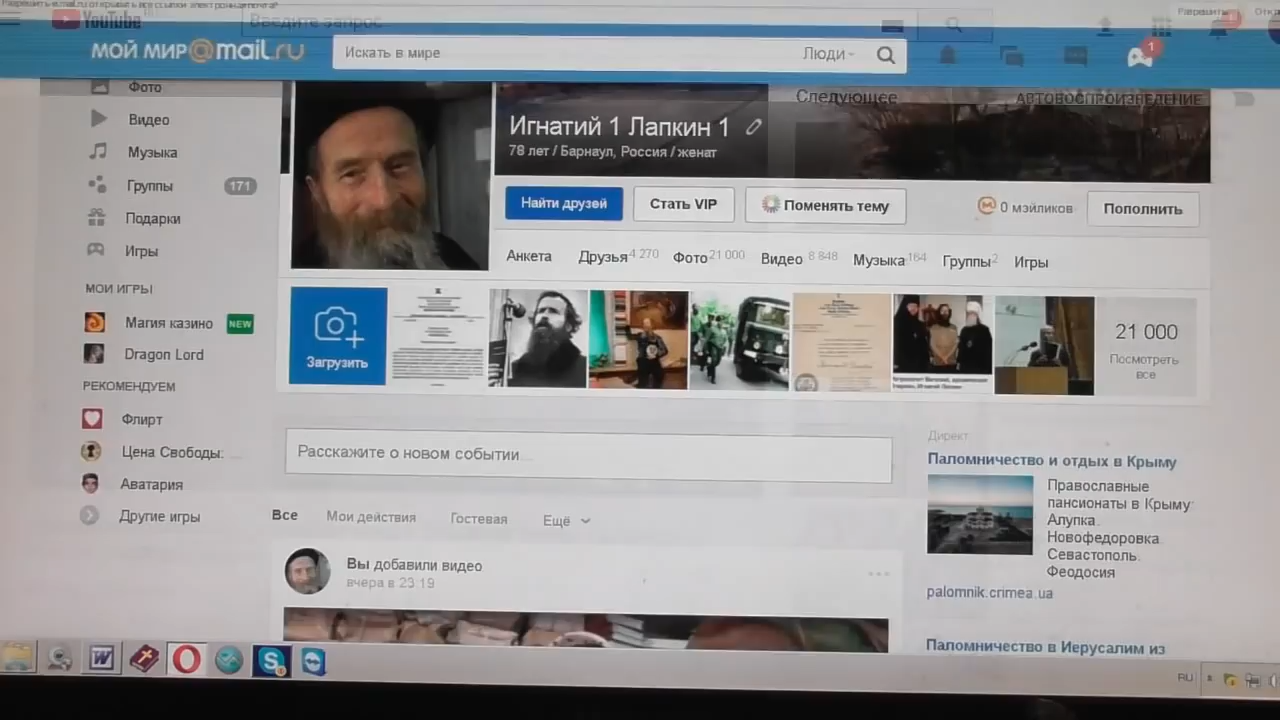 YouTube
Введите запрос
Разрешить
МОЙ МИР@mail.ru
Искать в мире
Люди
1
Фото
Видео
Музыка
Группы 171
Подарки
Игры
МОИ ИГРЫ
Магия казино NEW
Dragon Lord
РЕКОМЕНДУЕМ
Флирт
Цена Свободы:
Аватария
Другие игры
Следующее
АВТОВОСПРОИЗВЕДЕНИЕ
Игнатий 1 Лапкин 1
78 лет / Барнаул, Россия / женат
Найти друзей
Стать VIP
Поменять тему
0 мэйликов
Пополнить
Анкета Друзья 4 270 Фото 21 000 Видео 8 848 Музыка 164 Группы 2 Игры
Загрузить
21 000
Посмотреть
все
Расскажите о новом событии
Все Мои действия Гостевая Ещё
Вы добавили видео
вчера в 23:19
Директ
Паломничество и отдых в Крыму
Православные
пансионаты в Крыму:
Алупка.
Новофедоровка.
Севастополь.
Феодосия
palomnik.crimea.ua
Паломничество в Иерусалим из
RU